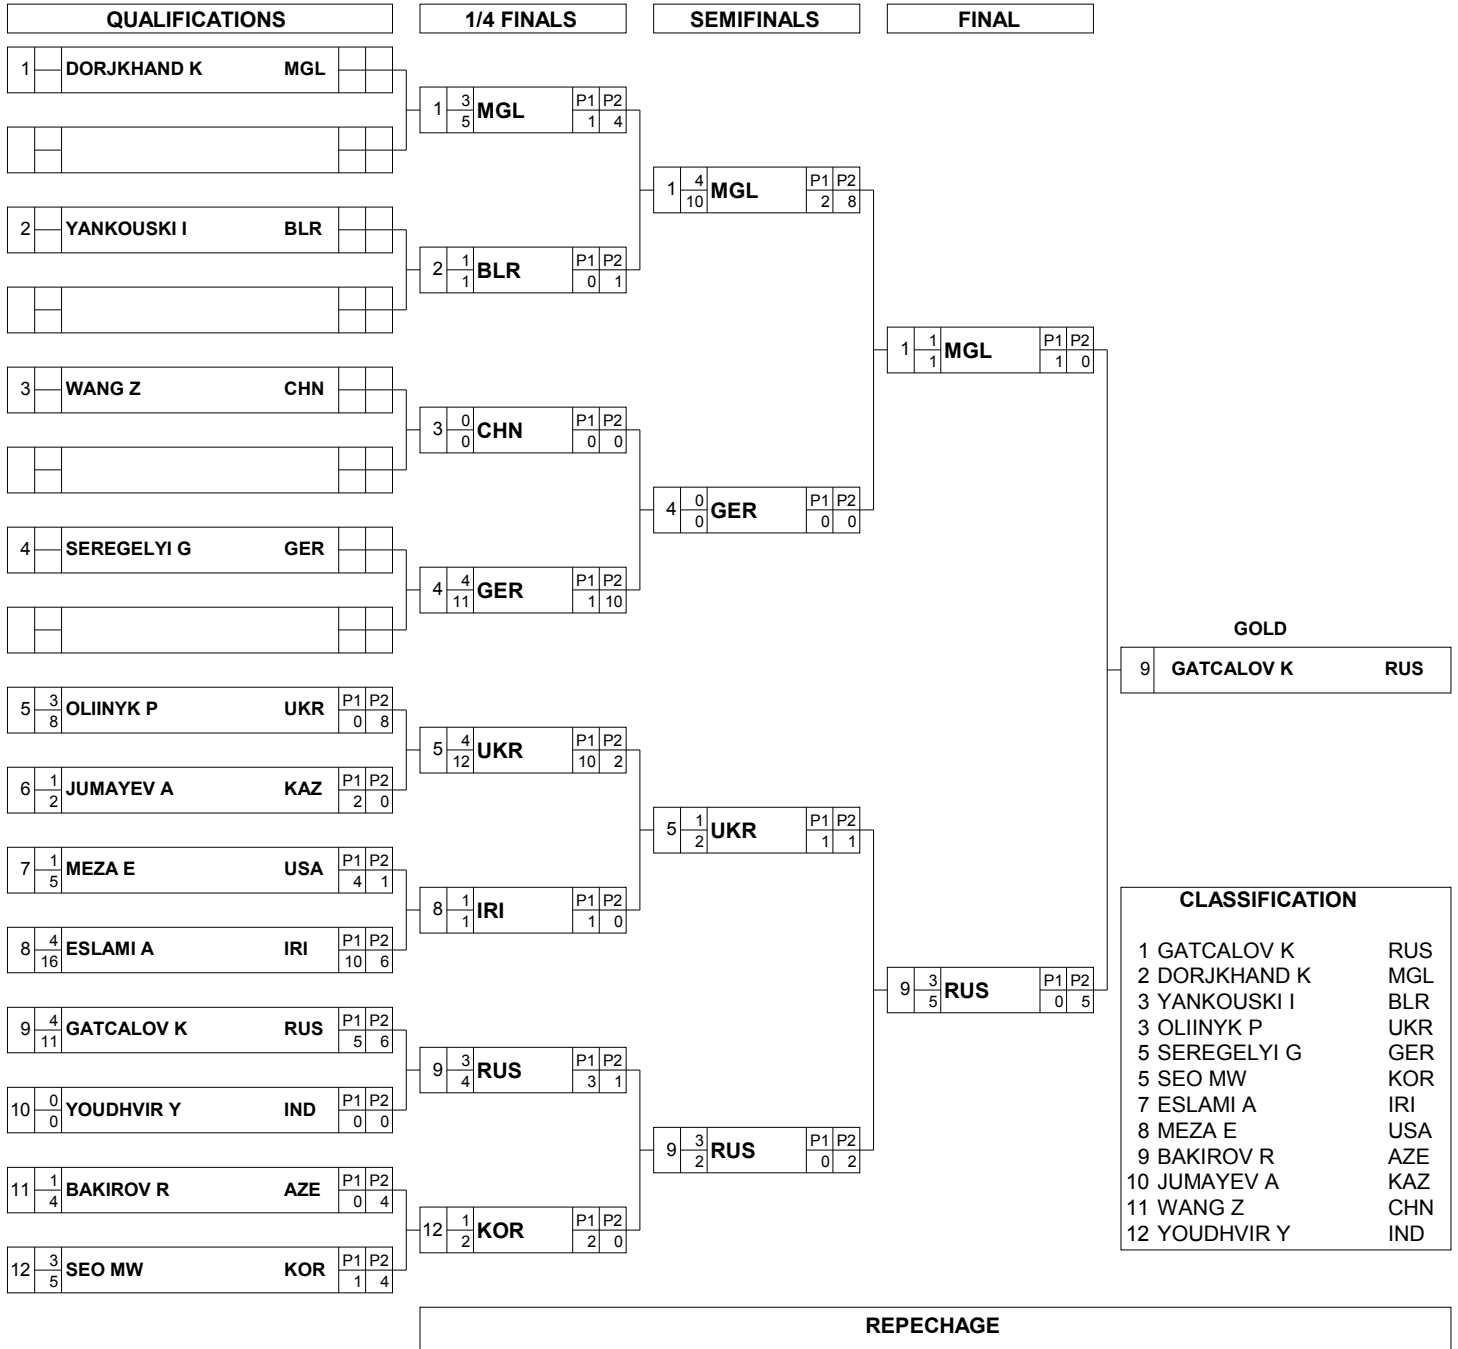 QUALIFICATIONS 1/4 FINALS SEMIFINALS FINAL
1 DORJKHAND K MGL
2 YANKOUSKI I BLR
3 WANG Z CHN
4 SEREGELYI G GER
5 3 8 OLIINYK P UKR P1 P2 0 8
6 1 2 JUMAYEV A KAZ P1 P2 2 0
7 1 5 MEZA E USA P1 P2 4 1
8 4 16 ESLAMI A IRI P1 P2 10 6
9 4 11 GATCALOV K RUS P1 P2 5 6
10 0 0 YOUDHVIR Y IND P1 P2 0 0
11 1 4 BAKIROV R AZE P1 P2 0 4
12 3 5 SEO MW KOR P1 P2 1 4
1 3 5 MGL P1 P2 1 4
2 1 1 BLR P1 P2 0 1
3 0 0 CHN P1 P2 0 0
4 4 11 GER P1 P2 1 10
5 4 12 UKR P1 P2 10 2
8 1 1 IRI P1 P2 1 0
9 3 4 RUS P1 P2 3 1
12 1 2 KOR P1 P2 2 0
1 4 10 MGL P1 P2 2 8
4 0 0 GER P1 P2 0 0
5 1 2 UKR P1 P2 1 1
9 3 2 RUS P1 P2 0 2
1 1 1 MGL P1 P2 1 0
9 3 5 RUS P1 P2 0 5
GOLD
9 GATCALOV K RUS
CLASSIFICATION
1 GATCALOV K RUS
2 DORJKHAND K MGL
3 YANKOUSKI I BLR
3 OLIINYK P UKR
5 SEREGELYI G GER
5 SEO MW KOR
7 ESLAMI A IRI
8 MEZA E USA
9 BAKIROV R AZE
10 JUMAYEV A KAZ
11 WANG Z CHN
12 YOUDHVIR Y IND
REPECHAGE